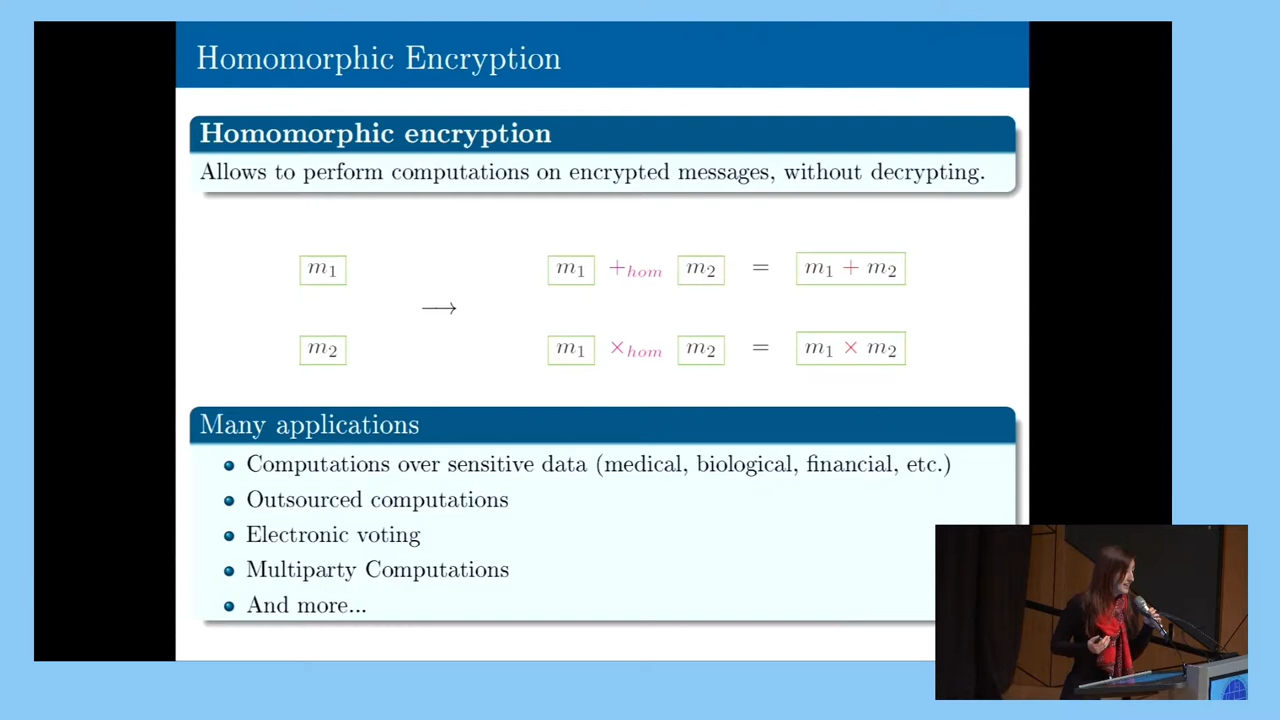 Homomorphic Encryption
Homomorphic encryption
Allows to perform computations on encrypted messages, without decrypting.
m₁
m₁ +ₕₒₘ m₂ = m₁ + m₂
⟶
m₂
m₁ ×ₕₒₘ m₂ = m₁ × m₂
Many applications
Computations over sensitive data (medical, biological, financial, etc.)
Outsourced computations
Electronic voting
Multiparty Computations
And more...